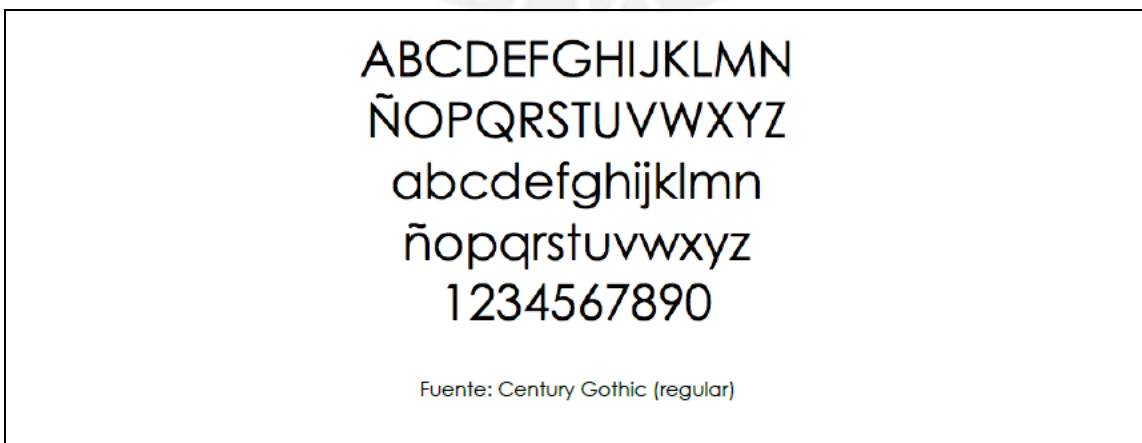 ABCDEFGHIJKLMN
ÑOPQRSTUVWXYZ
abcdefghijklmn
ñopqrstuvwxyz
1234567890
Fuente: Century Gothic (regular)